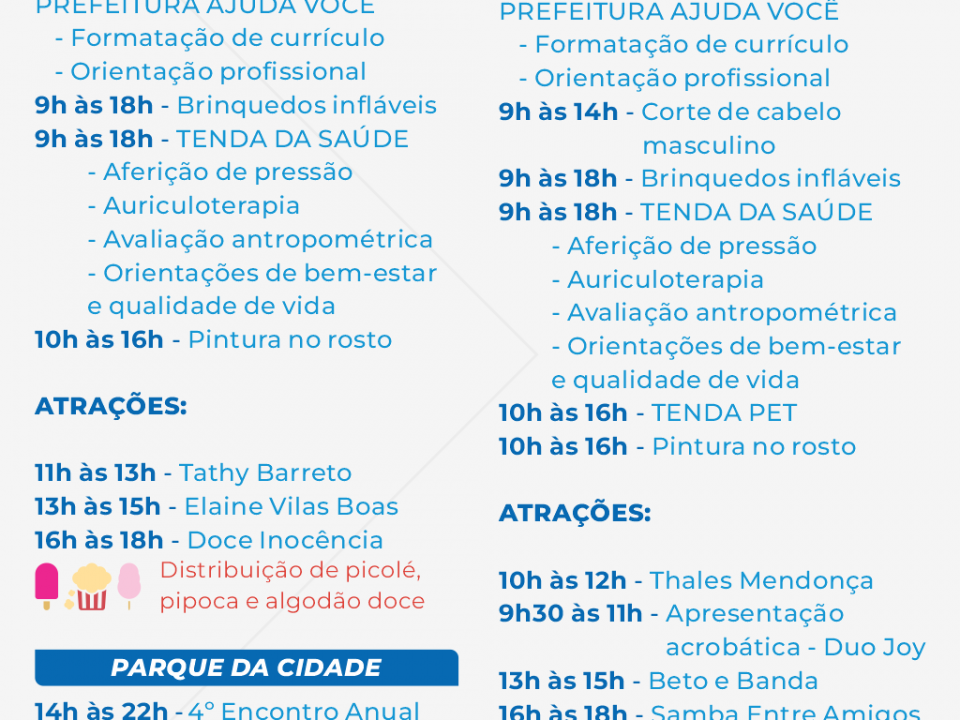 PREFEITURA AJUDA VOCÊ
- Formatação de currículo
- Orientação profissional
9h às 18h - Brinquedos infláveis
9h às 18h - TENDA DA SAÚDE
- Aferição de pressão
- Auriculoterapia
- Avaliação antropométrica
- Orientações de bem-estar
e qualidade de vida
10h às 16h - Pintura no rosto
ATRAÇÕES:
11h às 13h - Tathy Barreto
13h às 15h - Elaine Vilas Boas
16h às 18h - Doce Inocência
Distribuição de picolé,
pipoca e algodão doce
PARQUE DA CIDADE
14h às 22h - 4º Encontro Anual
PREFEITURA AJUDA VOCÊ
- Formatação de currículo
- Orientação profissional
9h às 14h - Corte de cabelo
masculino
9h às 18h - Brinquedos infláveis
9h às 18h - TENDA DA SAÚDE
- Aferição de pressão
- Auriculoterapia
- Avaliação antropométrica
- Orientações de bem-estar
e qualidade de vida
10h às 16h - TENDA PET
10h às 16h - Pintura no rosto
ATRAÇÕES:
10h às 12h - Thales Mendonça
9h30 às 11h - Apresentação
acrobática - Duo Joy
13h às 15h - Beto e Banda
16h às 18h - Samba Entre Amigos